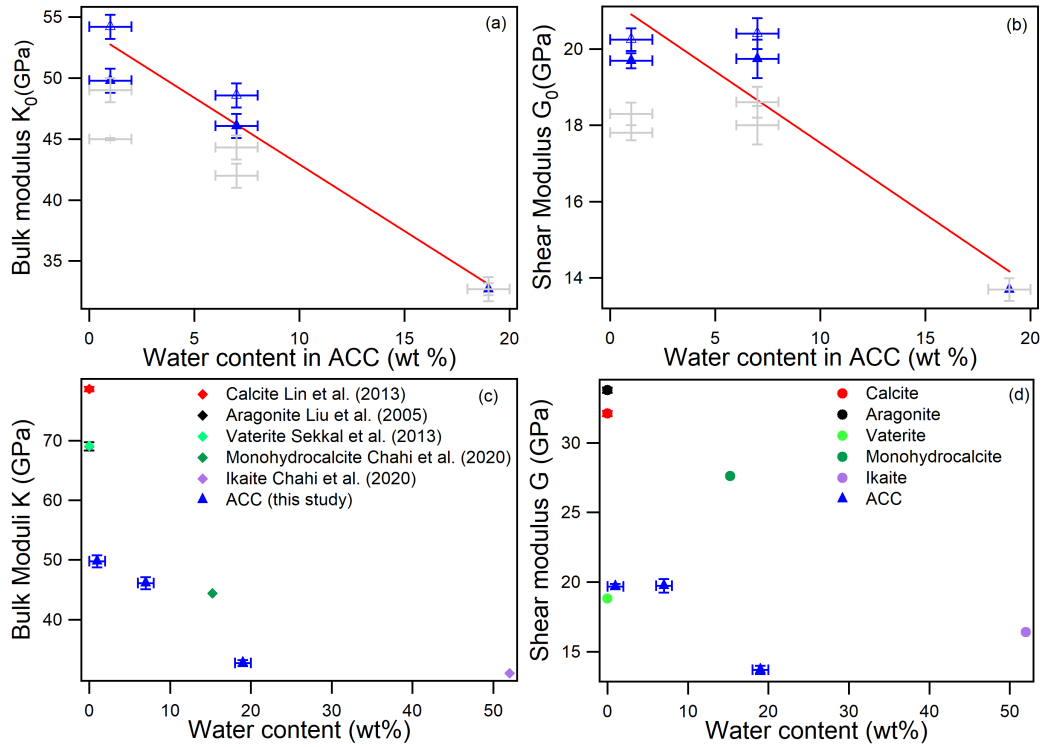 (a)
Bulk modulus K0(GPa)
55
50
45
40
35
0 5 10 15 20
Water content in ACC (wt %)
(b)
Shear Modulus G0(GPa)
20
18
16
14
0 5 10 15 20
Water content in ACC (wt %)
(c)
Bulk Moduli K (GPa)
70
50
40
Calcite Lin et al. (2013)
Aragonite Liu et al. (2005)
Vaterite Sekkal et al. (2013)
Monohydrocalcite Chahi et al. (2020)
Ikaite Chahi et al. (2020)
ACC (this study)
0 10 20 30 40 50
Water content (wt%)
(d)
Shear modulus G (GPa)
30
25
20
15
Calcite
Aragonite
Vaterite
Monohydrocalcite
Ikaite
ACC
0 10 20 30 40 50
Water content (wt%)